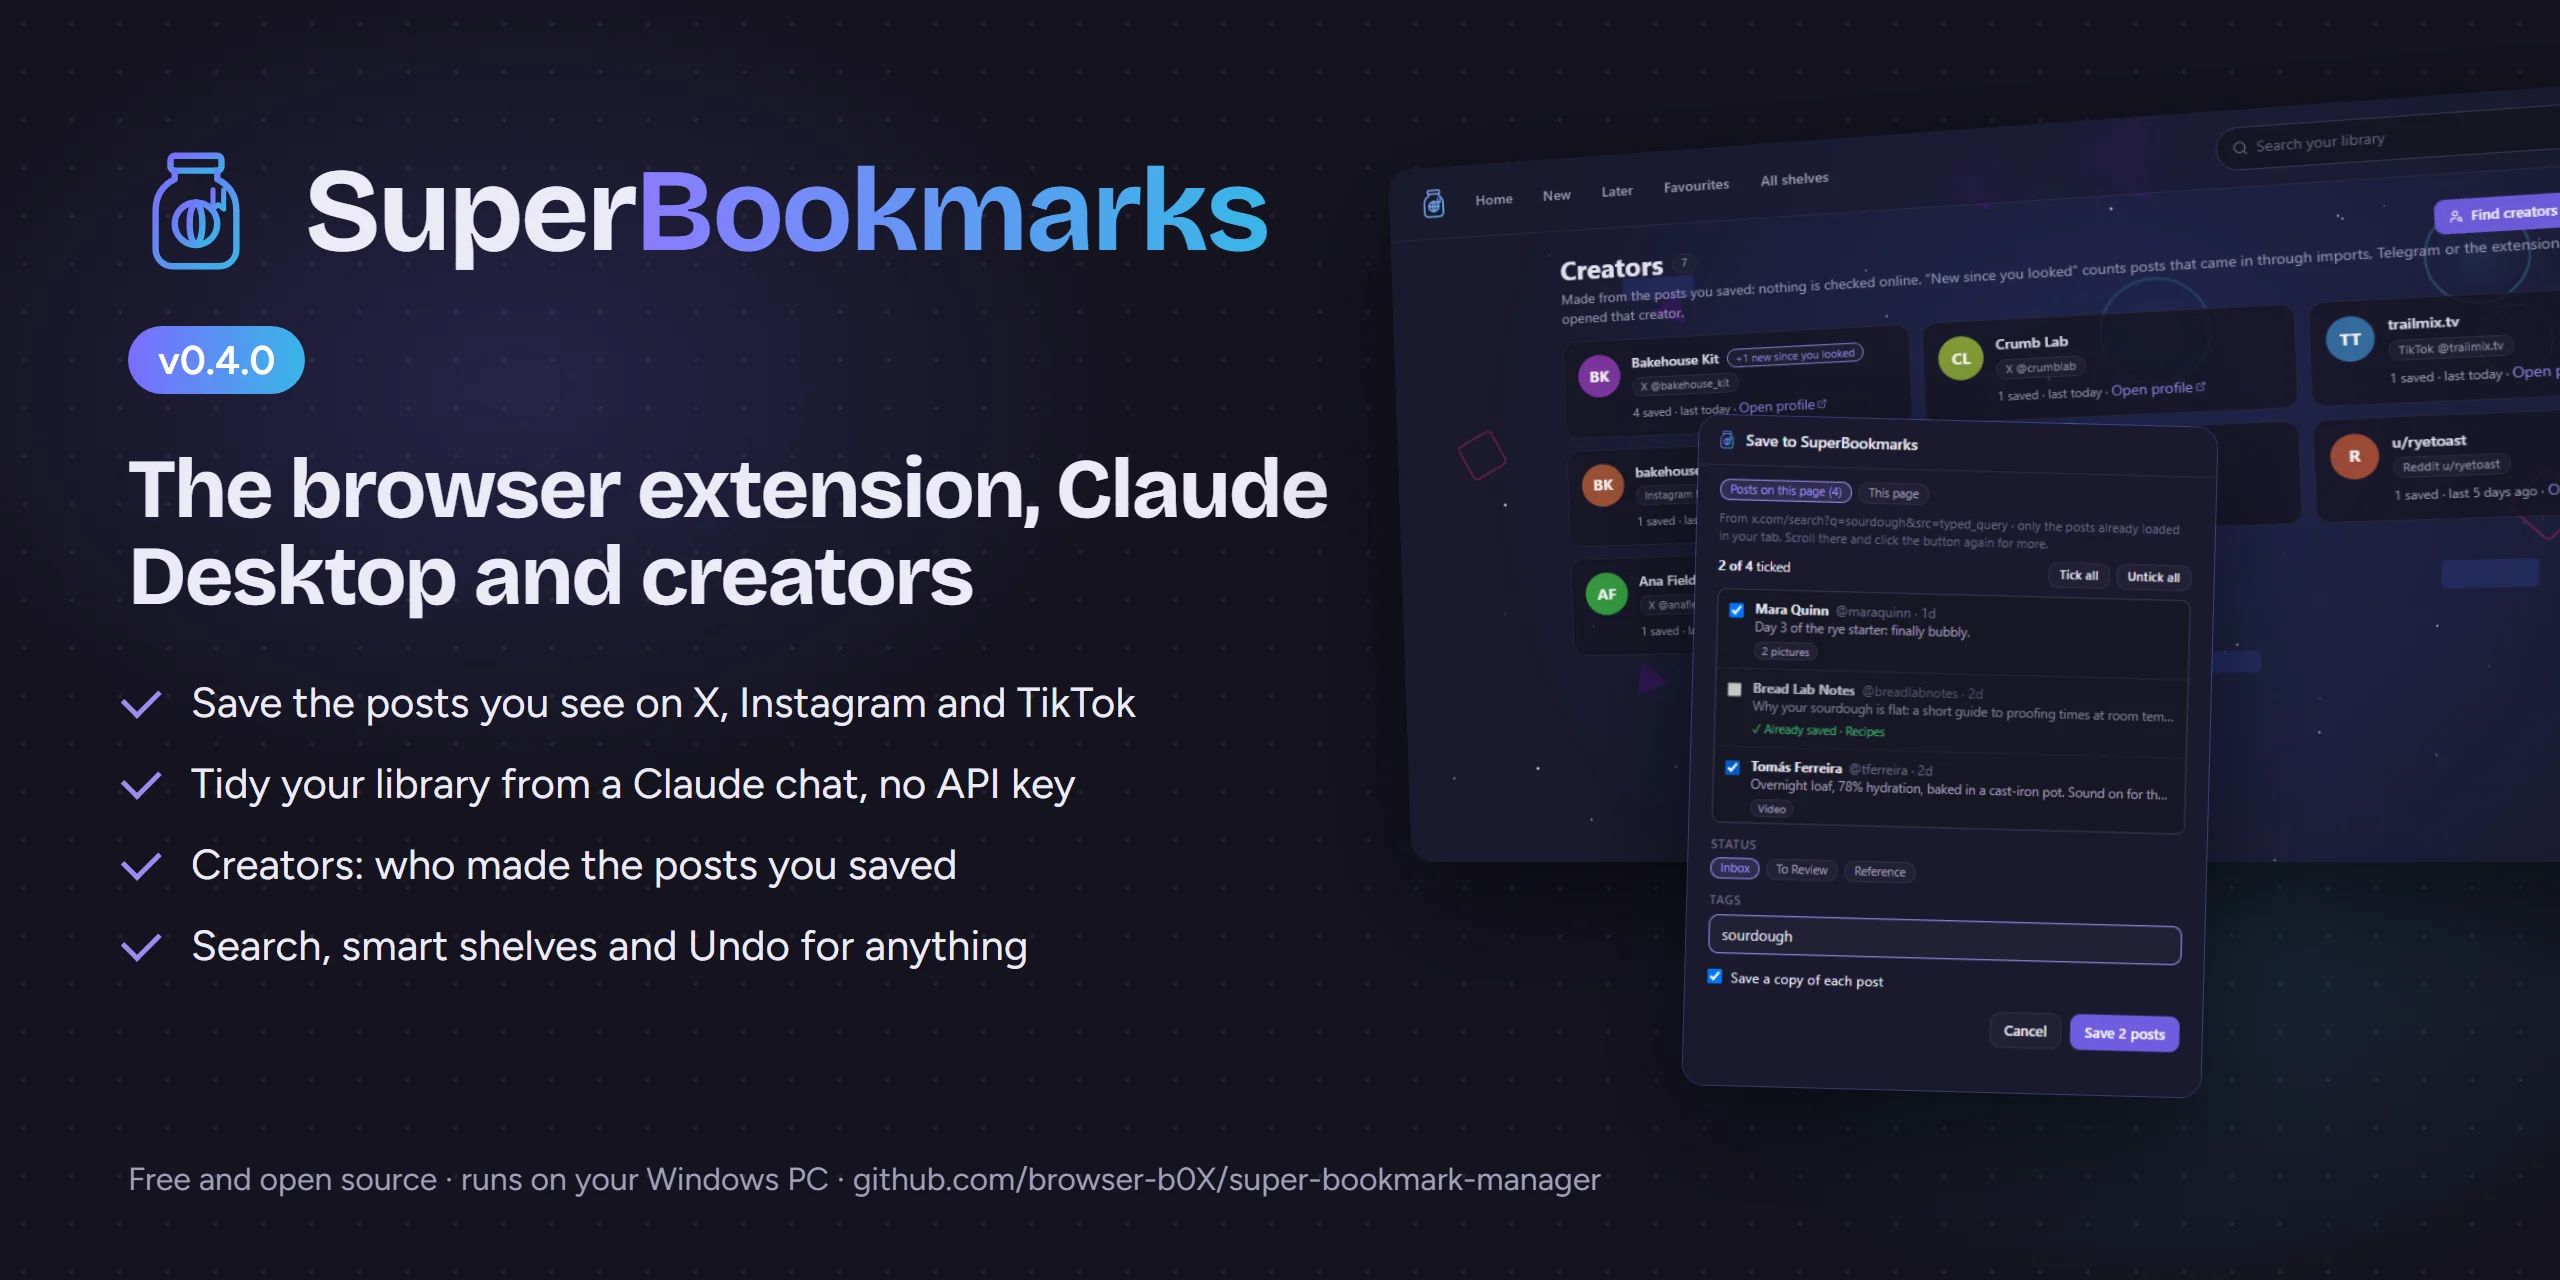 SuperBookmarks
v0.4.0
The browser extension, Claude
Desktop and creators
Save the posts you see on X, Instagram and TikTok
Tidy your library from a Claude chat, no API key
Creators: who made the posts you saved
Search, smart shelves and Undo for anything
Free and open source · runs on your Windows PC · github.com/browser-b0X/super-bookmark-manager
Home New Later Favourites All shelves
Search your library
Find creators
Creators 7
Made from the posts you saved: nothing is checked online. "New since you looked" counts posts that came in through imports, Telegram or the extension
opened that creator.
BK
Bakehouse Kit +1 new since you looked
X @bakehouse_kit
4 saved · last today · Open profile
CL
Crumb Lab
X @crumblab
1 saved · last today · Open profile
TT
trailmix.tv
TikTok @trailmix.tv
1 saved · last today · Open
BK
bakehouse
Instagram
1 saved
R
u/ryetoast
Reddit u/ryetoast
1 saved · last 5 days ago ·
AF
Ana Field
X
1 saved
Save to SuperBookmarks
Posts on this page (4) This page
From x.com/search?q=sourdough&src=typed_query · only the posts already loaded
in your tab. Scroll there and click the button again for more.
2 of 4 ticked
Tick all Untick all
Mara Quinn @maraquinn · 1d
Day 3 of the rye starter: finally bubbly.
2 pictures
Bread Lab Notes @breadlabnotes · 2d
Why your sourdough is flat: a short guide to proofing times at room tem...
✓ Already saved · Recipes
Tomás Ferreira @tferreira · 2d
Overnight loaf, 78% hydration, baked in a cast-iron pot. Sound on for th...
Video
STATUS
Inbox To Review Reference
TAGS
sourdough
Save a copy of each post
Cancel Save 2 posts